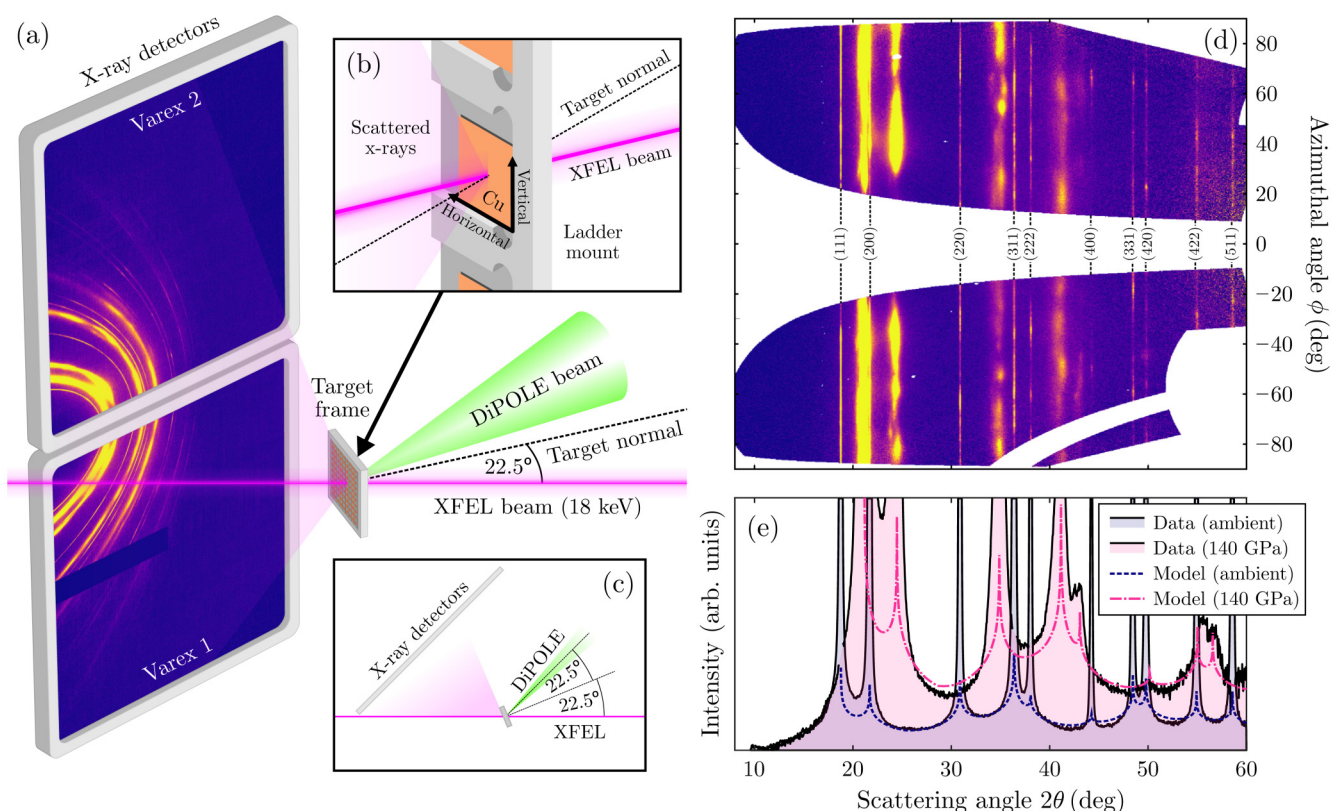 (a)
X-ray detectors
Varex 2
Varex 1
(b)
Scattered
x-rays
Target normal
XFEL beam
Cu
Vertical
Horizontal
Ladder
mount
Target
frame
DiPOLE beam
Target normal
22.5°
XFEL beam (18 keV)
(c)
X-ray detectors
DiPOLE
22.5°
22.5°
XFEL
(d)
80
60
40
20
0
−20
−40
−60
−80
Azimuthal angle ϕ (deg)
(111)
(200)
(220)
(311)
(222)
(400)
(331)
(420)
(422)
(511)
(e)
Data (ambient)
Data (140 GPa)
Model (ambient)
Model (140 GPa)
Intensity (arb. units)
10 20 30 40 50 60
Scattering angle 2θ (deg)